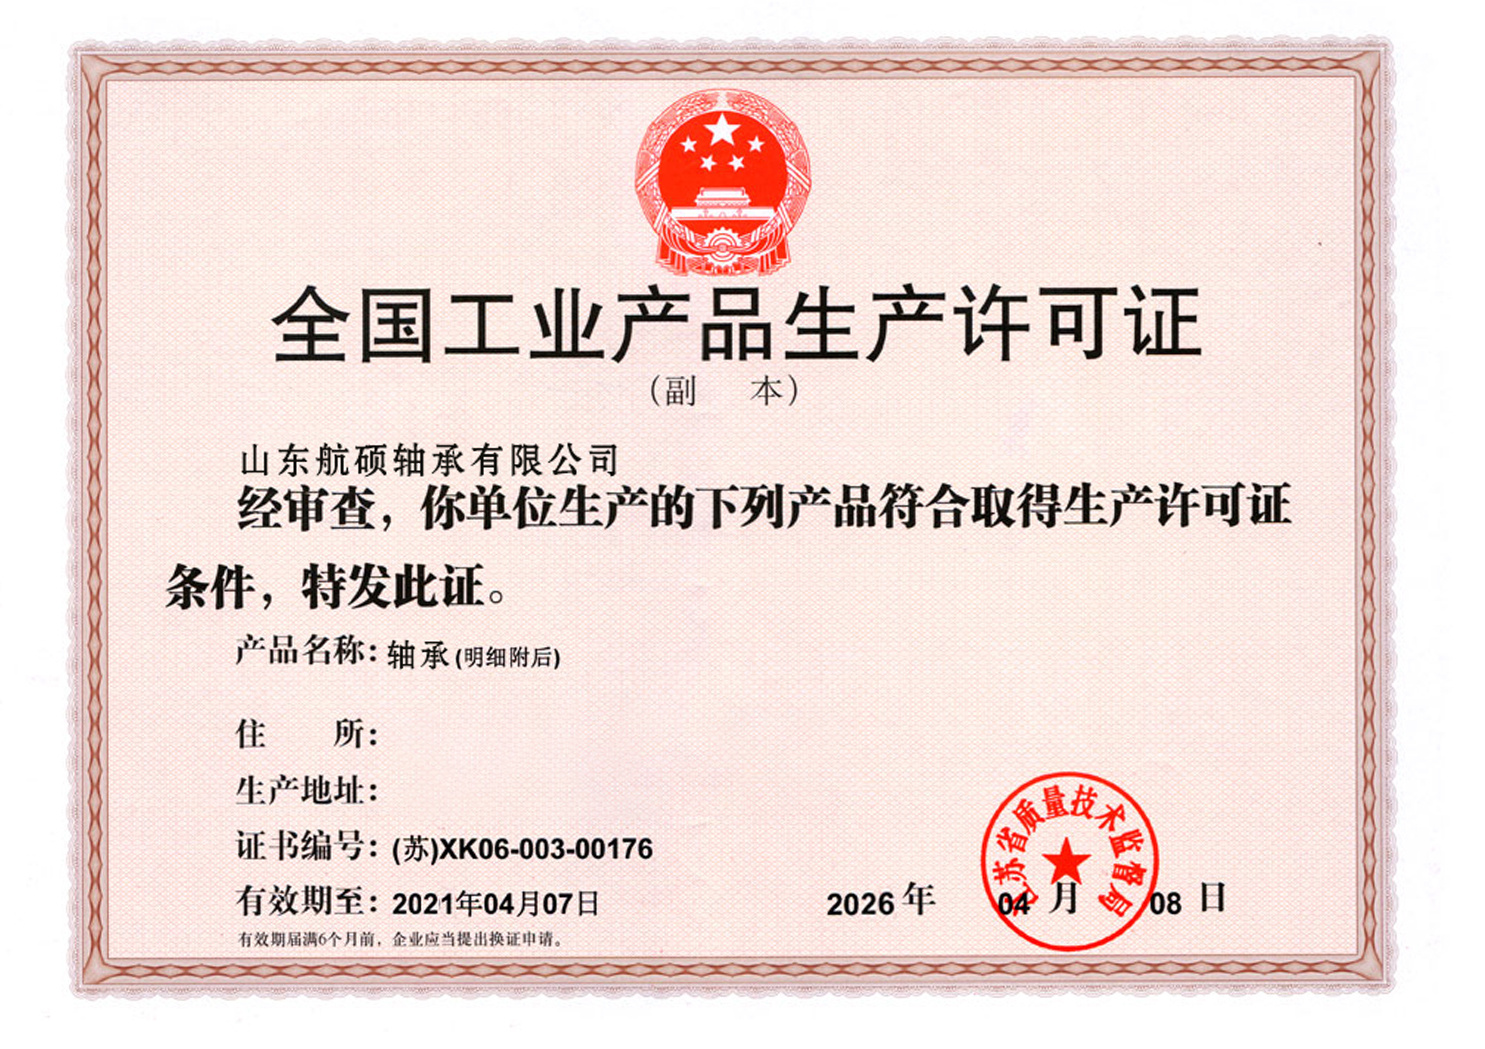 全国工业产品生产许可证
（副 本）
山东航硕轴承有限公司
经审查，你单位生产的下列产品符合取得生产许可证
条件，特发此证。
产品名称：轴承(明细附后)
住 所：
生产地址：
证书编号：(苏)XK06-003-00176
有效期至：2021年04月07日
2026 年 04 月 08 日
有效期届满6个月前，企业应当提出换证申请。
江苏省质量技术监督局